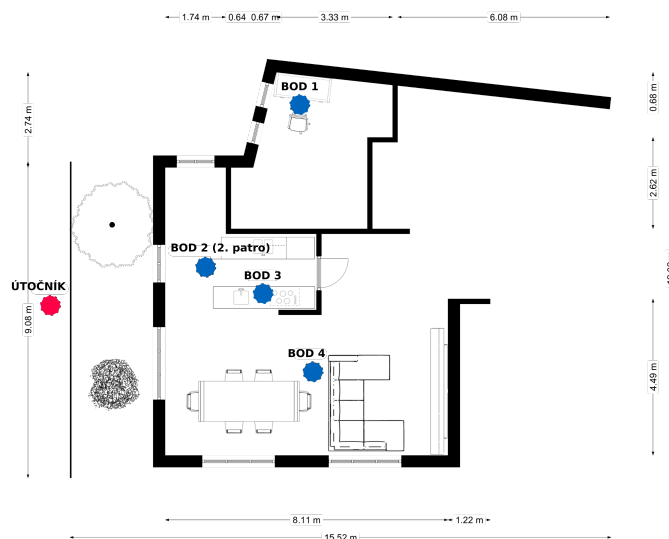 1.74 m
0.64
0.67 m
3.33 m
6.08 m
BOD 1
2.74 m
0.68 m
2.62 m
BOD 2 (2. patro)
BOD 3
ÚTOČNÍK
9.08 m
BOD 4
4.49 m
8.11 m
1.22 m
15.52 m